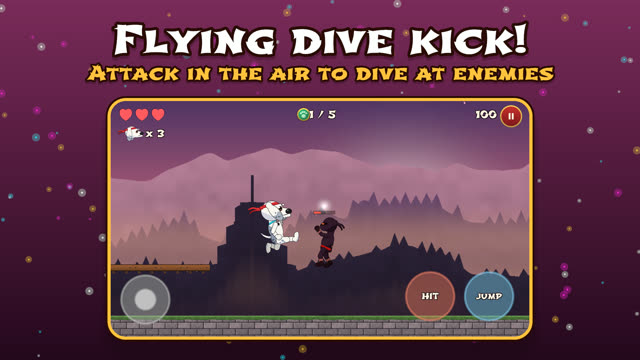 FLYING DIVE KICK!
ATTACK IN THE AIR TO DIVE AT ENEMIES
1 / 5
100
x 3
HIT
JUMP